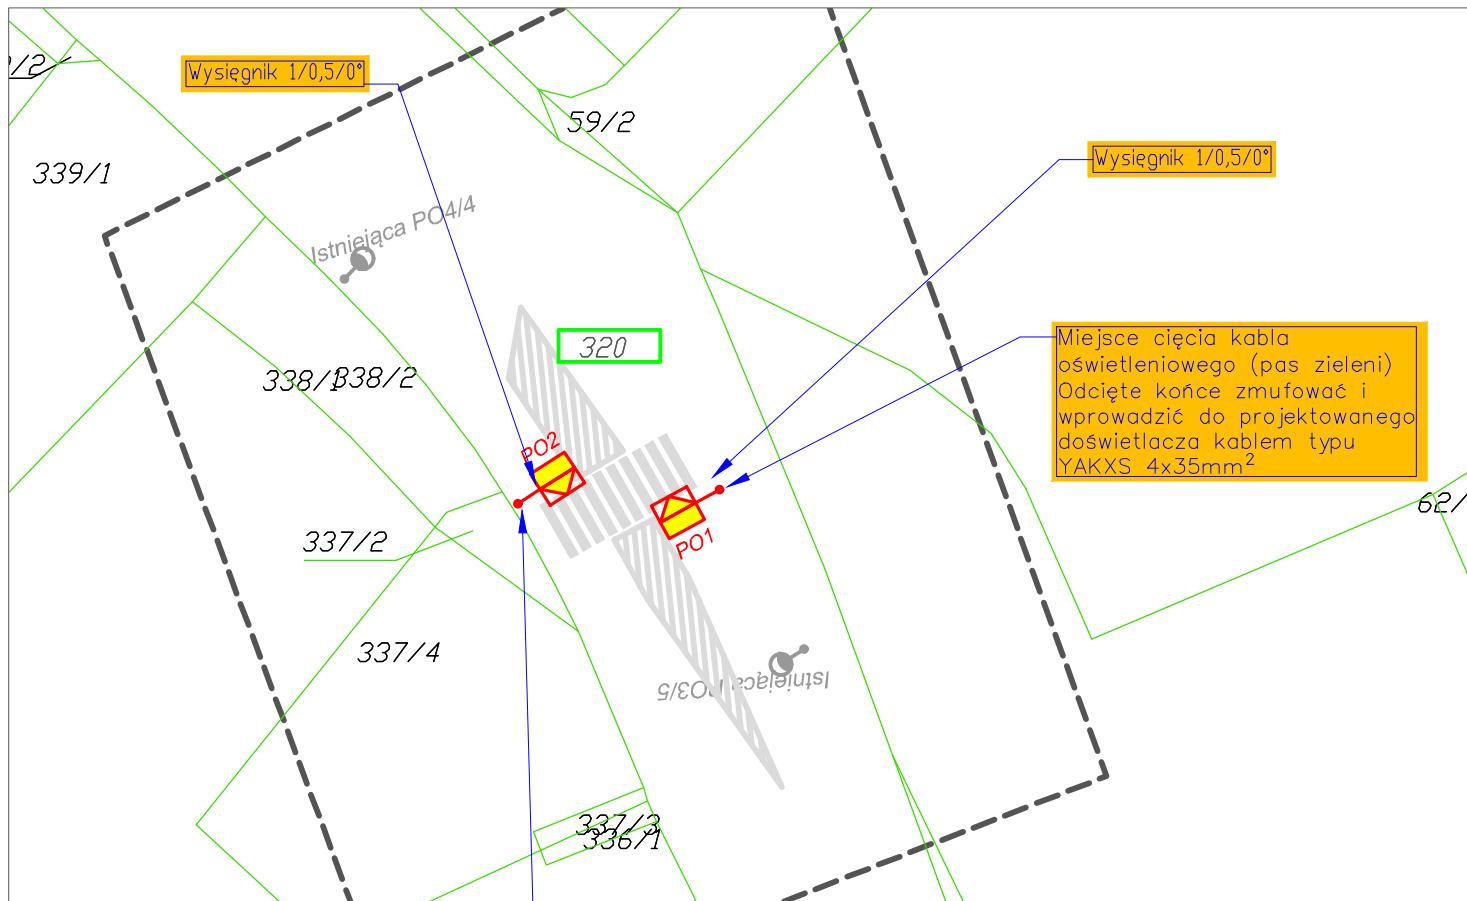 Wysięgnik 1/0,5/0°
59/2
339/1
Wysięgnik 1/0,5/0°
Istniejąca PO4/4
320
Miejsce cięcia kabla
oświetleniowego (pas zieleni)
Odcięte końce zmufować i
wprowadzić do projektowanego
doświetlacza kablem typu
YAKXS 4x35mm²
338/1
338/2
PO2
337/2
PO1
337/4
Istniejąca PO3/5
337/3
336/1